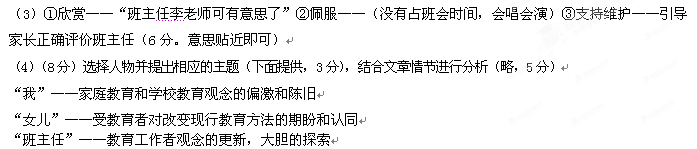 （3）①欣赏——“班主任李老师可有意思了”②佩服——（没有占班会时间，会唱会演）③支持维护——引导
家长正确评价班主任（6分。意思贴近即可）
（4）（8分）选择人物并提出相应的主题（下面提供，3分），结合文章情节进行分析（略，5分）
“我”——家庭教育和学校教育观念的偏激和陈旧
“女儿”——受教育者对改变现行教育方法的期盼和认同
“班主任”——教育工作者观念的更新，大胆的探索